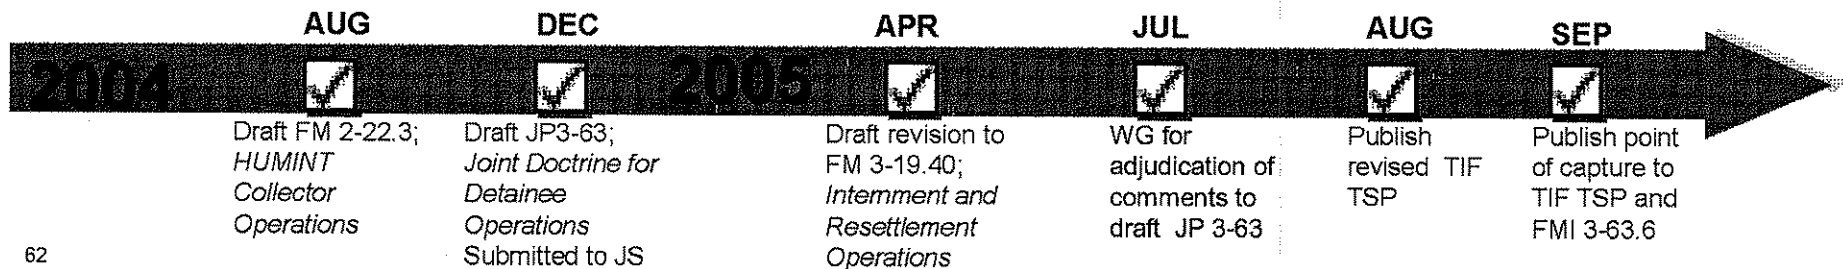 AUG DEC APR JUL AUG SEP
2004 2005
Draft FM 2-22.3;
HUMINT
Collector
Operations
Draft JP3-63;
Joint Doctrine for
Detainee
Operations
Submitted to JS
Draft revision to
FM 3-19.40;
Internment and
Resettlement
Operations
WG for
adjudication of
comments to
draft JP 3-63
Publish
revised TIF
TSP
Publish point
of capture to
TIF TSP and
FMI 3-63.6
62